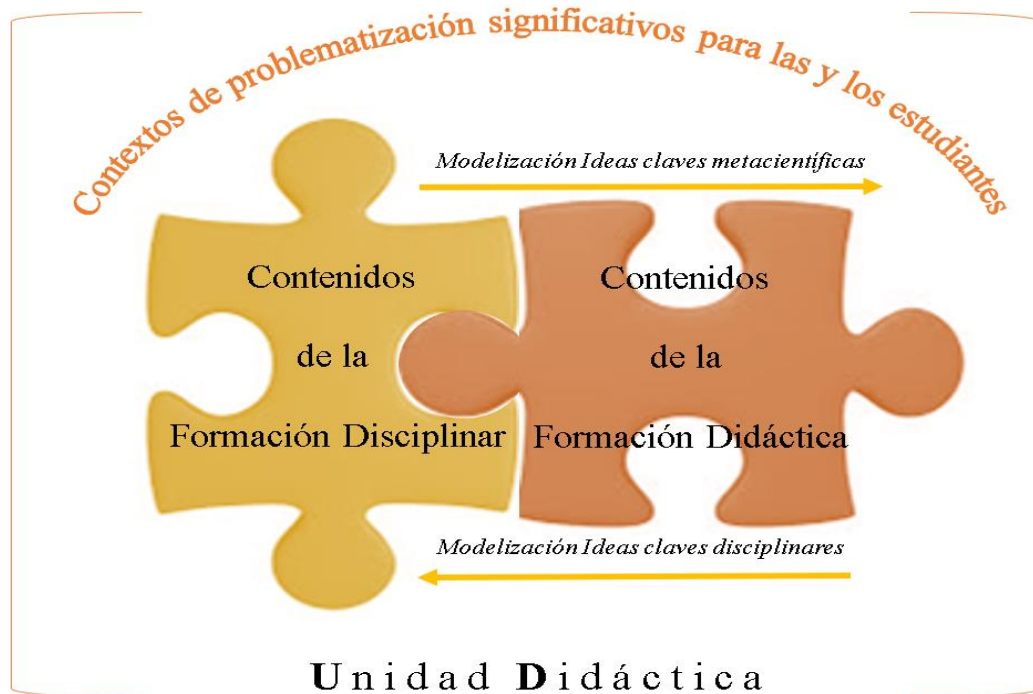 Contextos de problematización significativos para las y los estudiantes
Modelización Ideas claves metacientíficas
Contenidos
de la
Formación Disciplinar
Contenidos
de la
Formación Didáctica
Modelización Ideas claves disciplinares
Unidad Didáctica